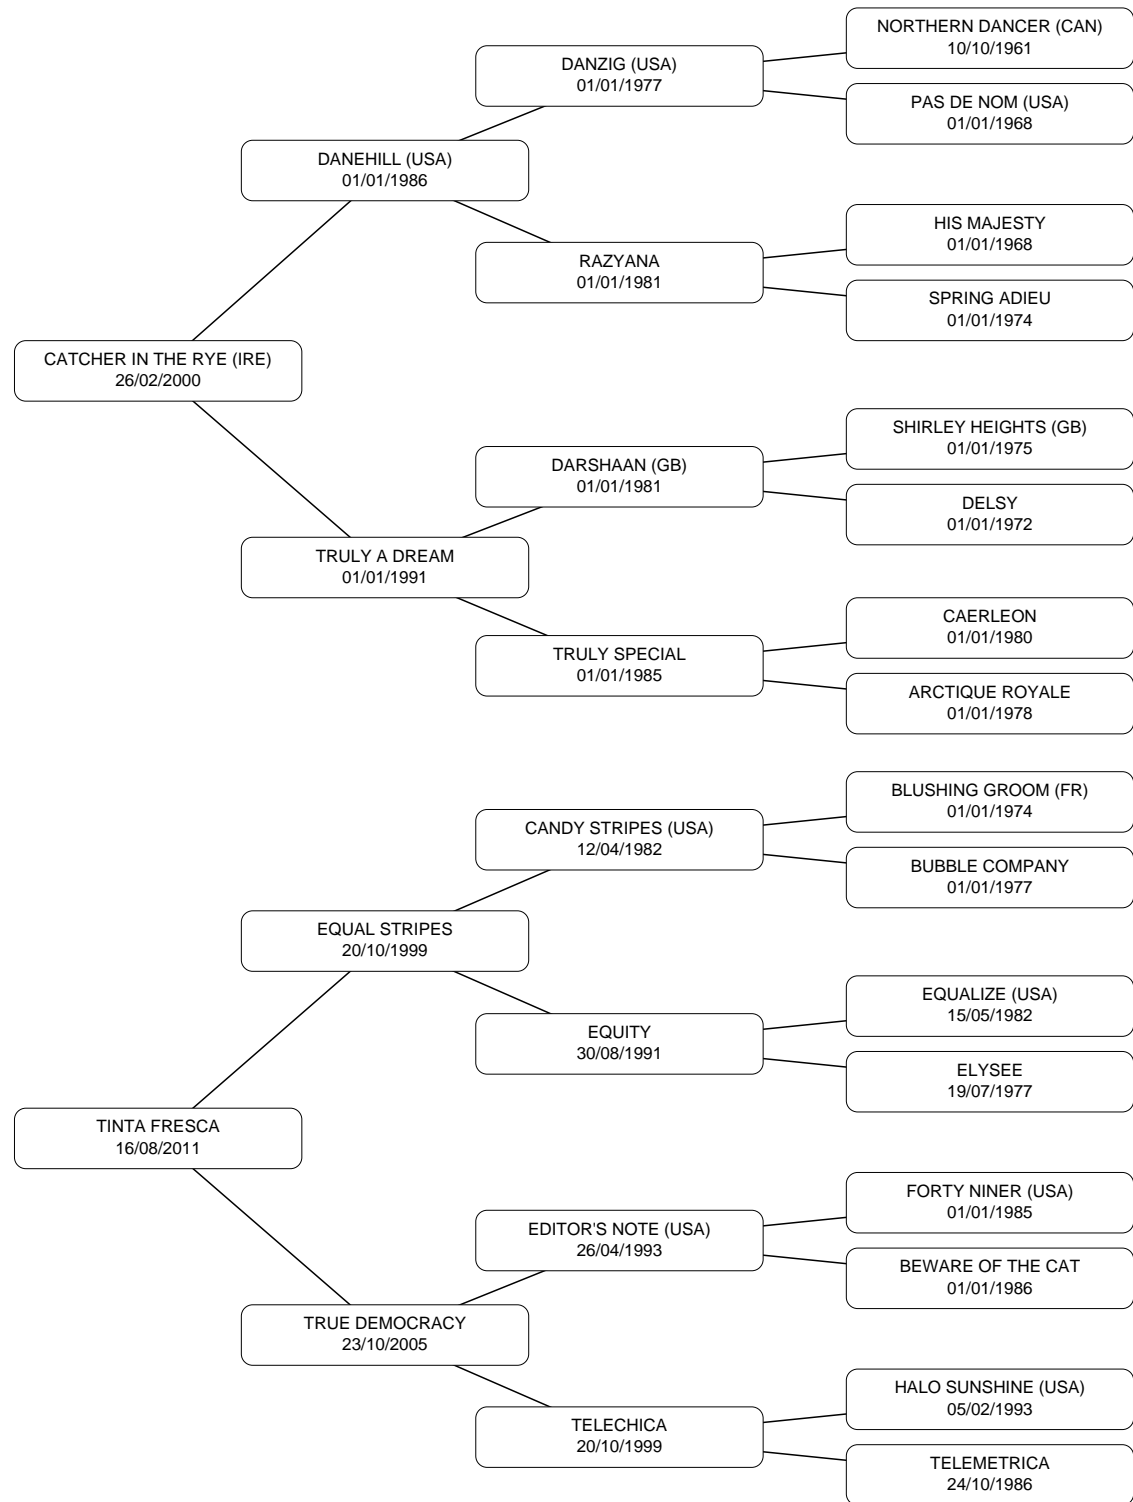 NORTHERN DANCER (CAN)
10/10/1961
DANZIG (USA)
01/01/1977
PAS DE NOM (USA)
01/01/1968
DANEHILL (USA)
01/01/1986
HIS MAJESTY
01/01/1968
RAZYANA
01/01/1981
SPRING ADIEU
01/01/1974
CATCHER IN THE RYE (IRE)
26/02/2000
SHIRLEY HEIGHTS (GB)
01/01/1975
DARSHAAN (GB)
01/01/1981
DELSY
01/01/1972
TRULY A DREAM
01/01/1991
CAERLEON
01/01/1980
TRULY SPECIAL
01/01/1985
ARCTIQUE ROYALE
01/01/1978
BLUSHING GROOM (FR)
01/01/1974
CANDY STRIPES (USA)
12/04/1982
BUBBLE COMPANY
01/01/1977
EQUAL STRIPES
20/10/1999
EQUALIZE (USA)
15/05/1982
EQUITY
30/08/1991
ELYSEE
19/07/1977
TINTA FRESCA
16/08/2011
FORTY NINER (USA)
01/01/1985
EDITOR'S NOTE (USA)
26/04/1993
BEWARE OF THE CAT
01/01/1986
TRUE DEMOCRACY
23/10/2005
HALO SUNSHINE (USA)
05/02/1993
TELECHICA
20/10/1999
TELEMETRICA
24/10/1986